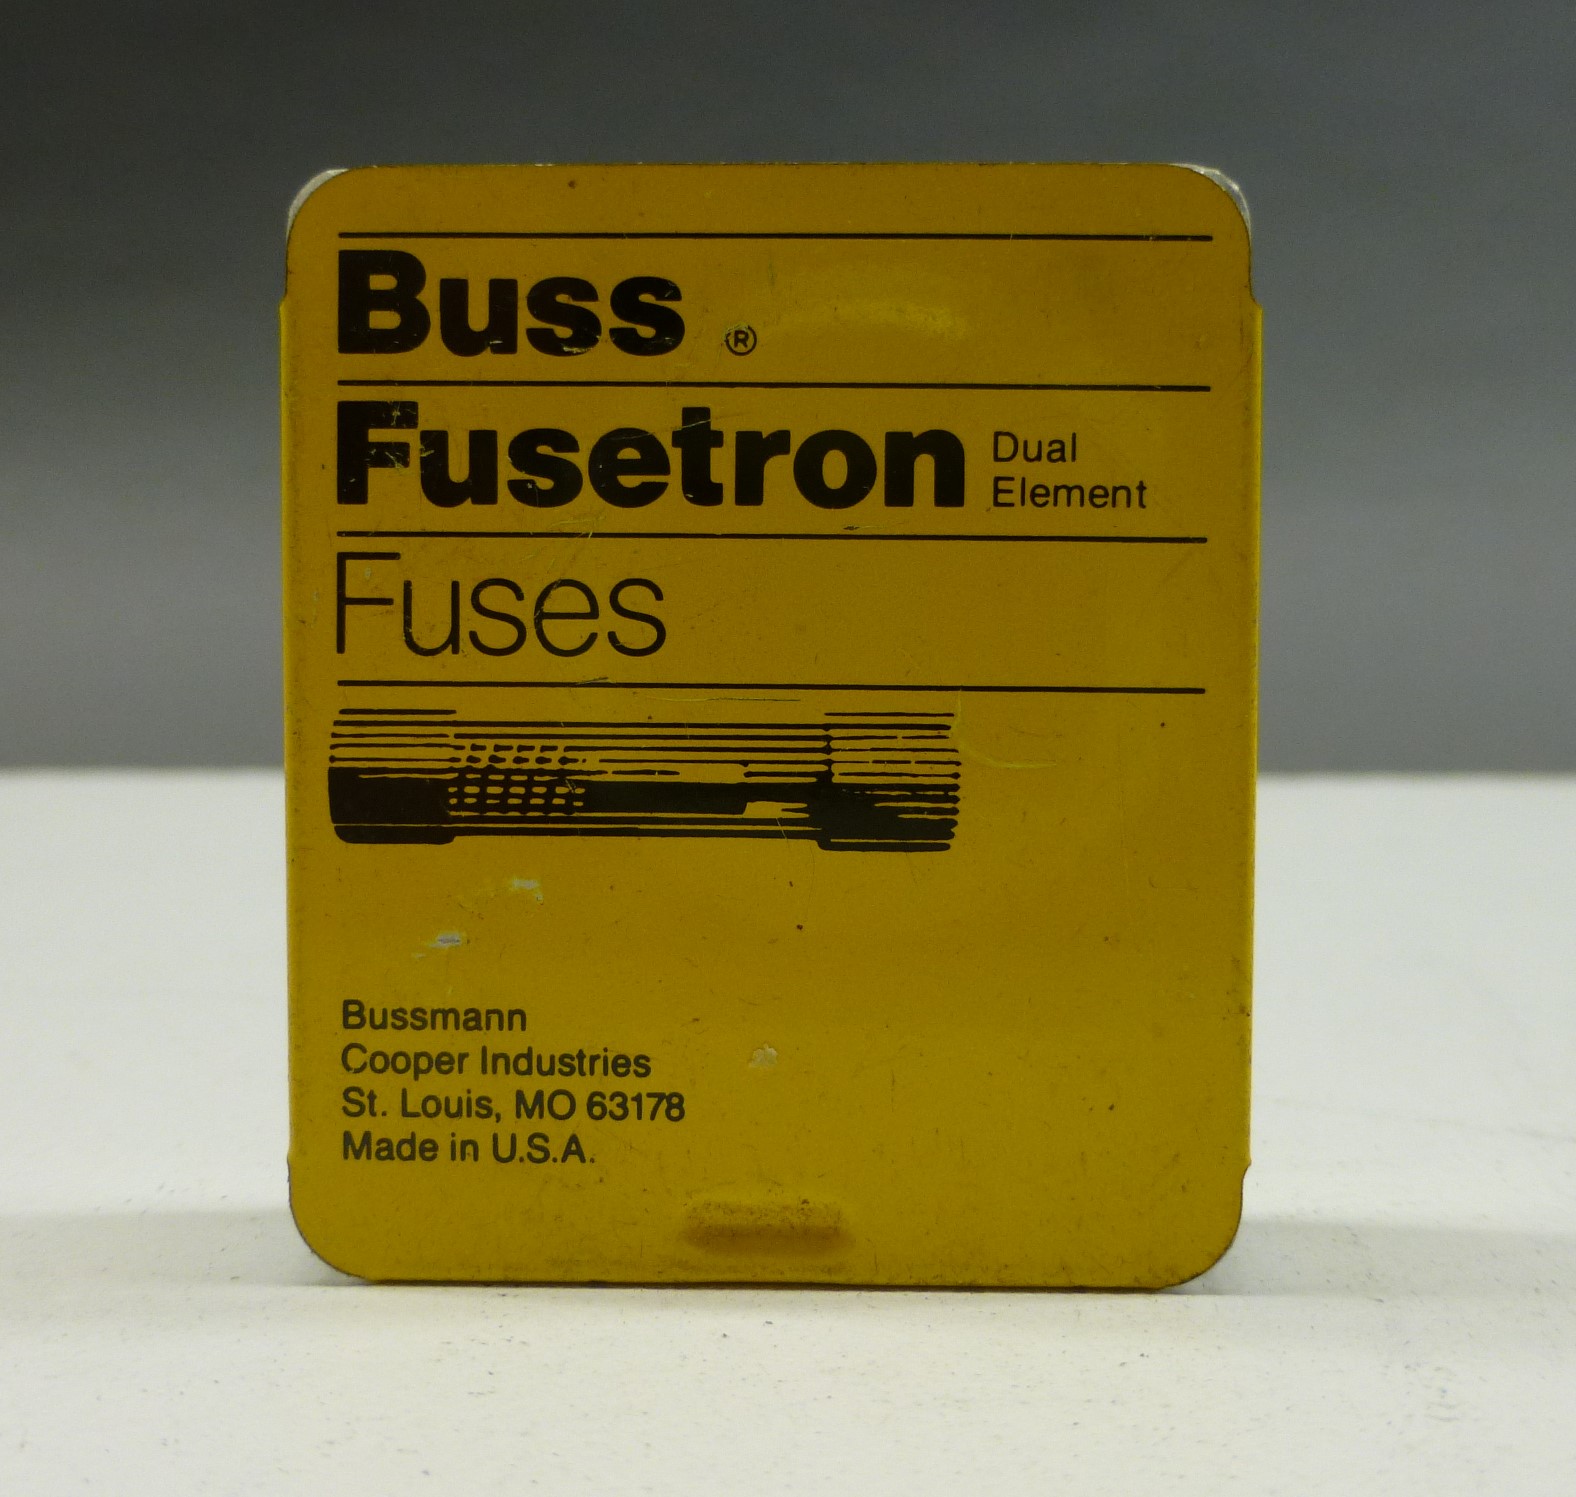 Buss ®
Fusetron Dual
Element
Fuses
Bussmann
Cooper Industries
St. Louis, MO 63178
Made in U.S.A.